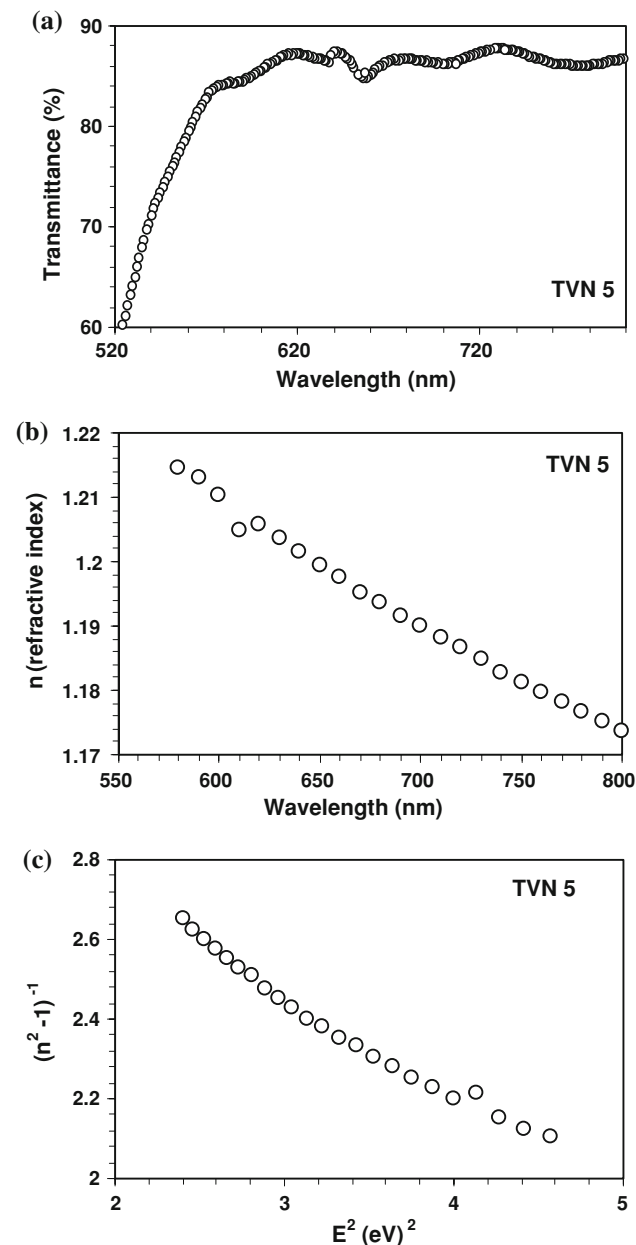 (a)
90
80
70
60
520
620
720
Transmittance (%)
Wavelength (nm)
TVN 5
(b)
1.22
1.21
1.2
1.19
1.18
1.17
550
600
650
700
750
800
n (refractive index)
Wavelength (nm)
TVN 5
(c)
2.8
2.6
2.4
2.2
2
2
3
4
5
(n² -1)⁻¹
E² (eV)²
TVN 5